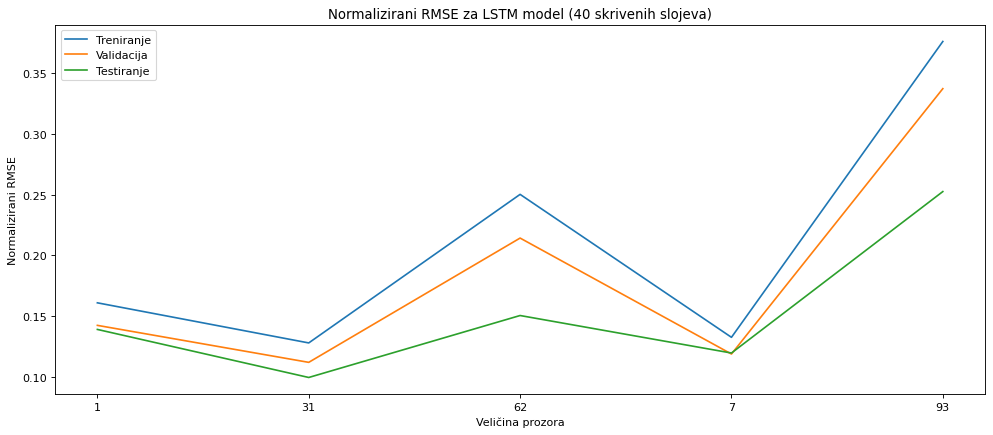 Normalizirani RMSE za LSTM model (40 skrivenih slojeva)
Treniranje
Validacija
Testiranje
Normalizirani RMSE
0.35
0.30
0.25
0.20
0.15
0.10
1 31 62 7 93
Veličina prozora